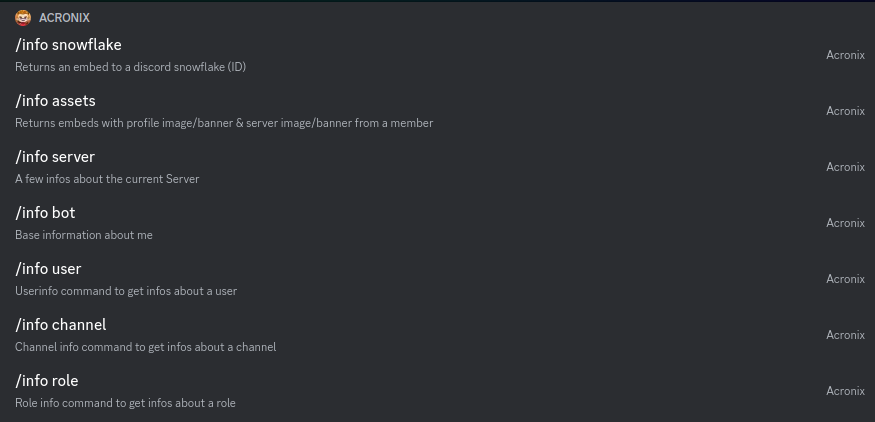 ACRONIX
/info snowflake
Returns an embed to a discord snowflake (ID)
Acronix
/info assets
Returns embeds with profile image/banner & server image/banner from a member
Acronix
/info server
A few infos about the current Server
Acronix
/info bot
Base information about me
Acronix
/info user
Userinfo command to get infos about a user
Acronix
/info channel
Channel info command to get infos about a channel
Acronix
/info role
Role info command to get infos about a role
Acronix